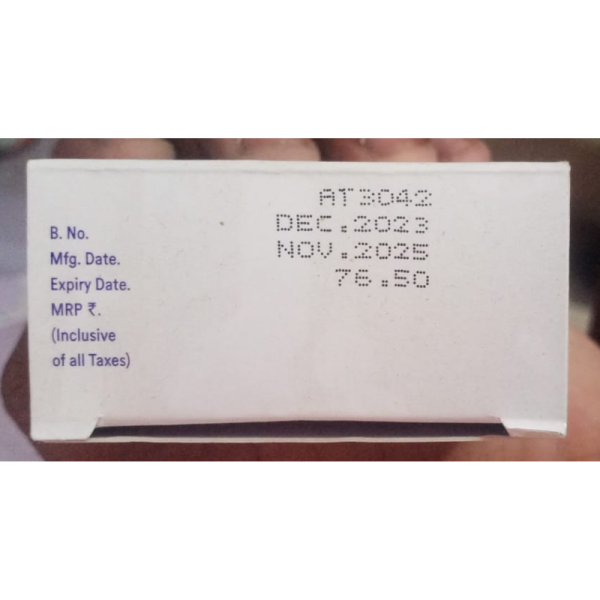 AT3042
DEC.2023
NOV.2025
76.50
B. No.
Mfg. Date.
Expiry Date.
MRP ₹.
(Inclusive
of all Taxes)